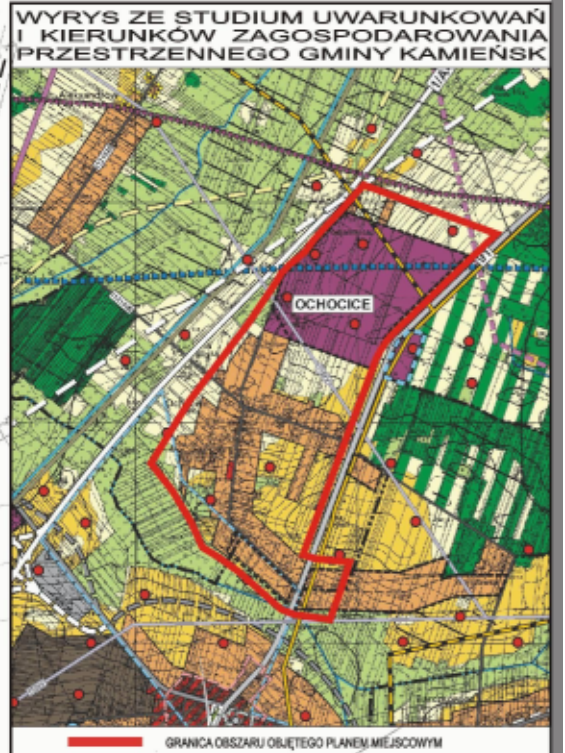 WYRYS ZE STUDIUM UWARUNKOWAŃ
I KIERUNKÓW ZAGOSPODAROWANIA
PRZESTRZENNEGO GMINY KAMIEŃSK
OCHOCICE
GRANICA OBSZARU OBJĘTEGO PLANEM MIEJSCOWYM